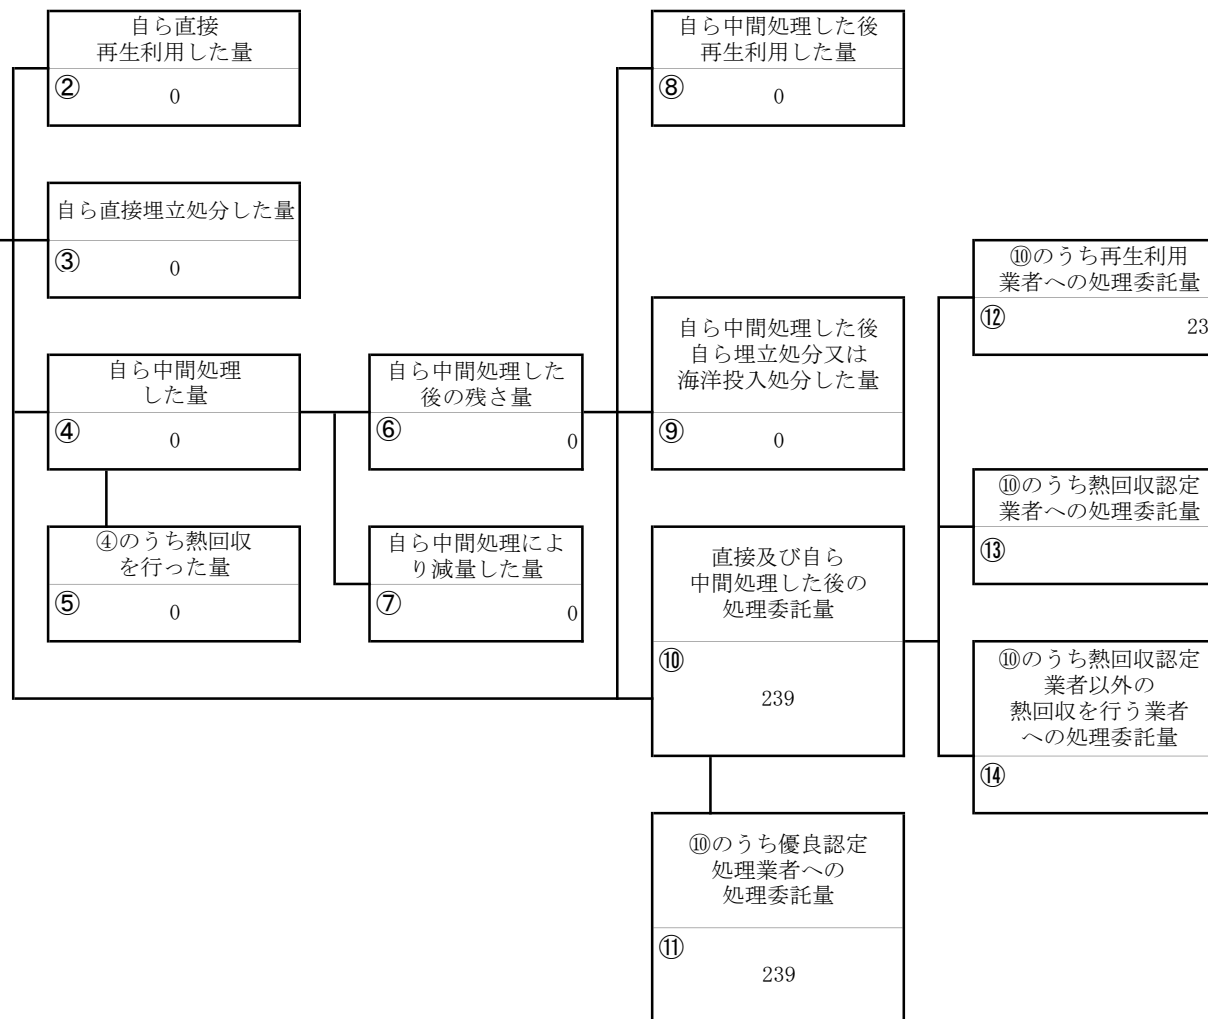 自ら直接
再生利用した量
②
0
自ら中間処理した後
再生利用した量
⑧
0
自ら直接埋立処分した量
③
0
⑩のうち再生利用
業者への処理委託量
⑫
23
自ら中間処理した後
自ら埋立処分又は
海洋投入処分した量
⑨
0
自ら中間処理
した量
④
0
自ら中間処理した
後の残さ量
⑥
0
⑩のうち熱回収認定
業者への処理委託量
⑬
④のうち熱回収
を行った量
⑤
0
自ら中間処理によ
り減量した量
⑦
0
直接及び自ら
中間処理した後の
処理委託量
⑩
239
⑩のうち熱回収認定
業者以外の
熱回収を行う業者
への処理委託量
⑭
⑩のうち優良認定
処理業者への
処理委託量
⑪
239